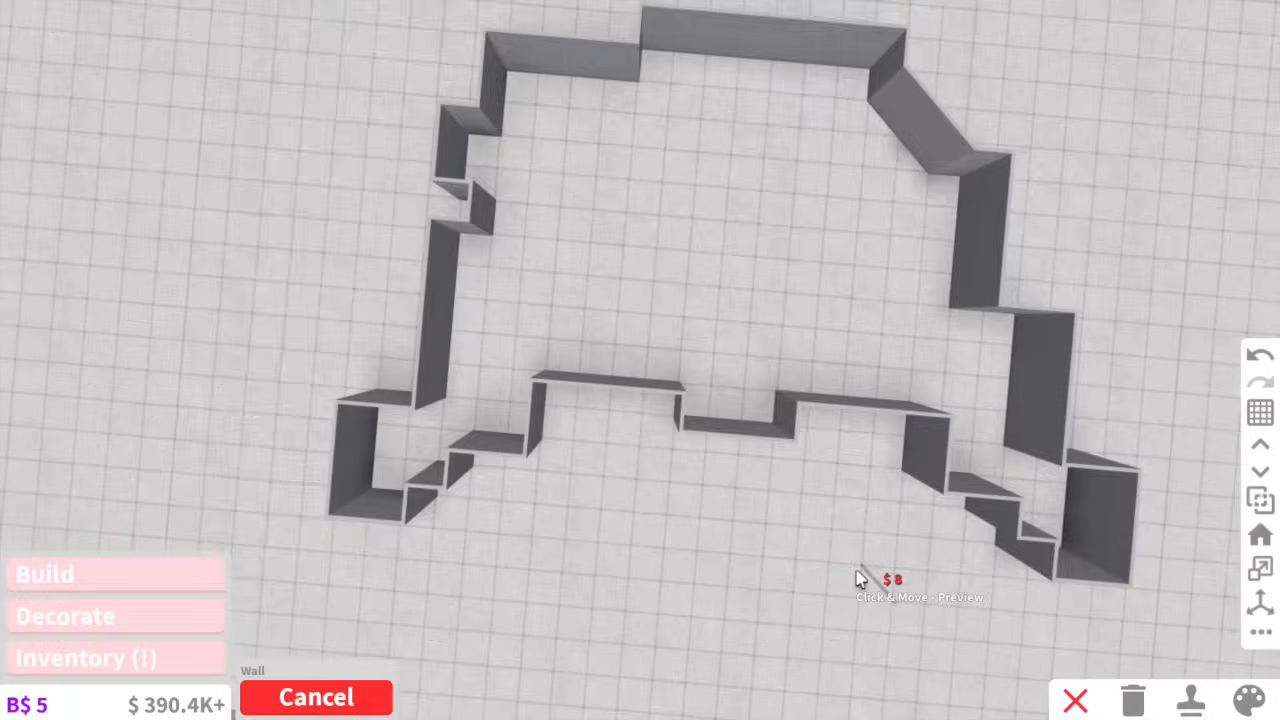 $ 8
Click & Move - Preview
Build
Decorate
Inventory (!)
Wall
B$ 5
$ 390.4K+
Cancel